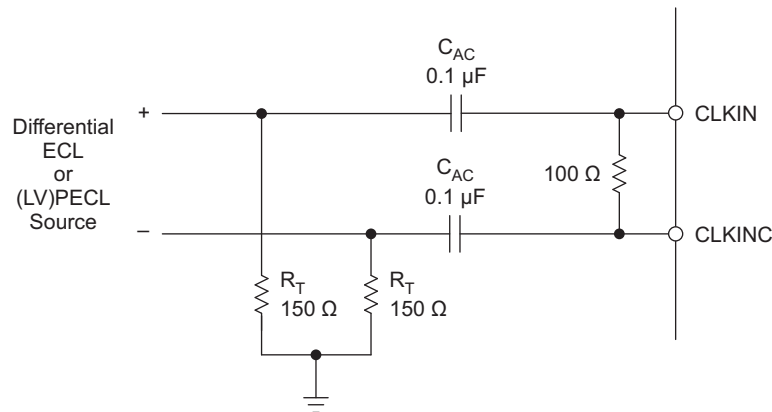 C_AC
0.1 µF
+
CLKIN
Differential
ECL
or
(LV)PECL
Source
100 Ω
C_AC
0.1 µF
–
CLKINC
R_T
150 Ω
R_T
150 Ω